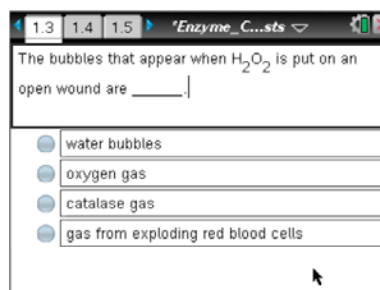 1.3 1.4 1.5 *Enzyme_C...sts
The bubbles that appear when H₂O₂ is put on an
open wound are ______.
water bubbles
oxygen gas
catalase gas
gas from exploding red blood cells